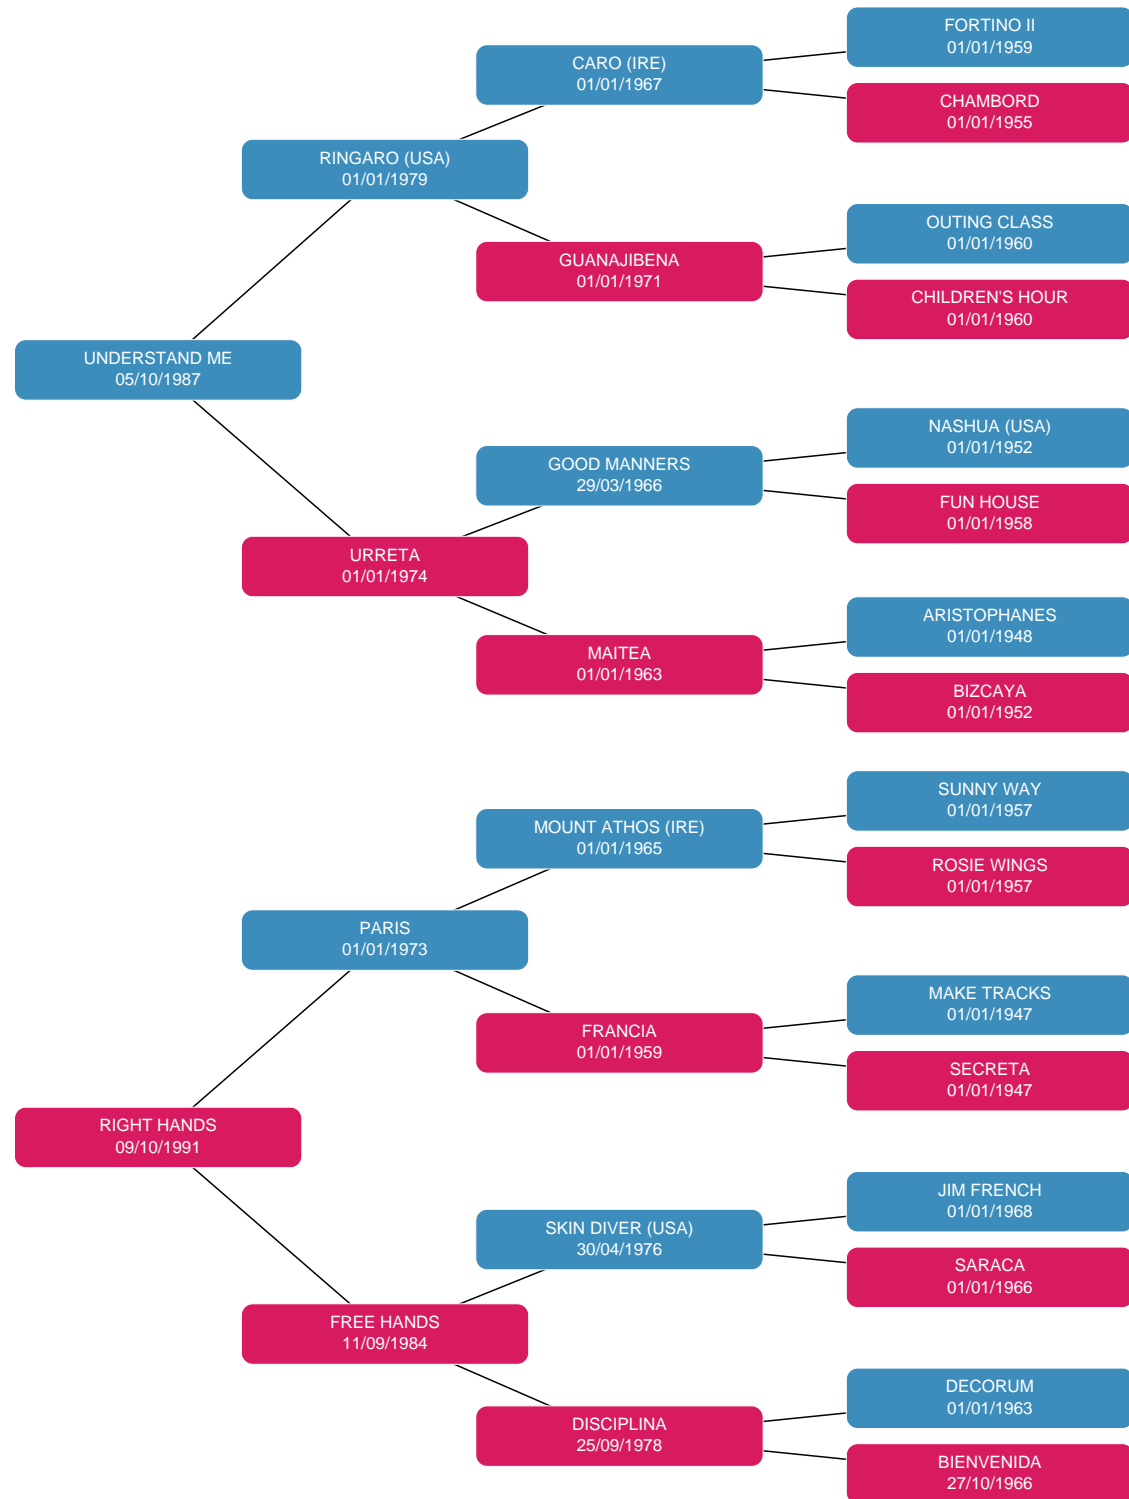 FORTINO II
01/01/1959
CARO (IRE)
01/01/1967
CHAMBORD
01/01/1955
RINGARO (USA)
01/01/1979
OUTING CLASS
01/01/1960
GUANAJIBENA
01/01/1971
CHILDREN'S HOUR
01/01/1960
UNDERSTAND ME
05/10/1987
NASHUA (USA)
01/01/1952
GOOD MANNERS
29/03/1966
FUN HOUSE
01/01/1958
URRETA
01/01/1974
ARISTOPHANES
01/01/1948
MAITEA
01/01/1963
BIZCAYA
01/01/1952
SUNNY WAY
01/01/1957
MOUNT ATHOS (IRE)
01/01/1965
ROSIE WINGS
01/01/1957
PARIS
01/01/1973
MAKE TRACKS
01/01/1947
FRANCIA
01/01/1959
SECRETA
01/01/1947
RIGHT HANDS
09/10/1991
JIM FRENCH
01/01/1968
SKIN DIVER (USA)
30/04/1976
SARACA
01/01/1966
FREE HANDS
11/09/1984
DECORUM
01/01/1963
DISCIPLINA
25/09/1978
BIENVENIDA
27/10/1966